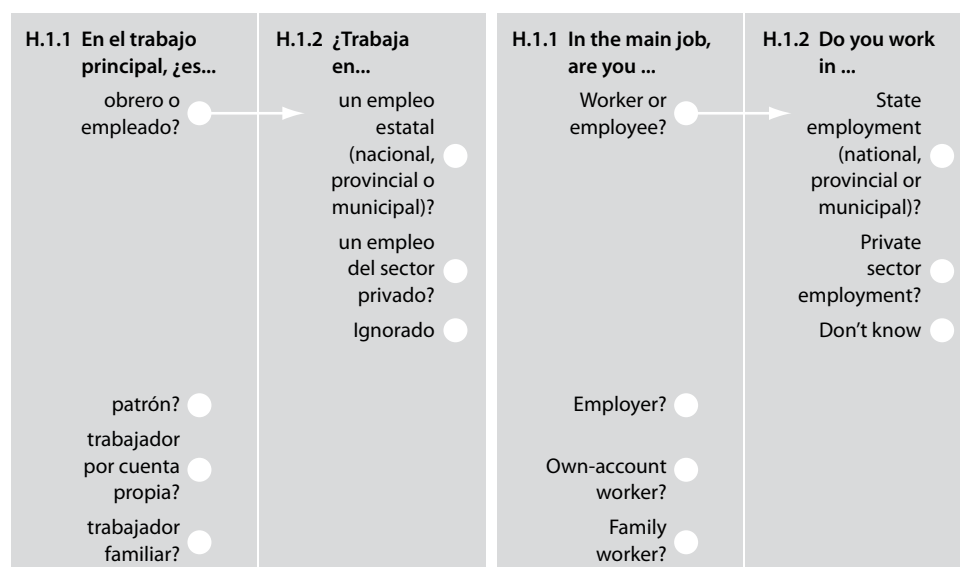 H.1.1 En el trabajo
principal, ¿es...
obrero o
empleado?
patrón?
trabajador
por cuenta
propia?
trabajador
familiar?
H.1.2 ¿Trabaja
en...
un empleo
estatal
(nacional,
provincial o
municipal)?
un empleo
del sector
privado?
Ignorado
H.1.1 In the main job,
are you ...
Worker or
employee?
Employer?
Own-account
worker?
Family
worker?
H.1.2 Do you work
in ...
State
employment
(national,
provincial or
municipal)?
Private
sector
employment?
Don’t know